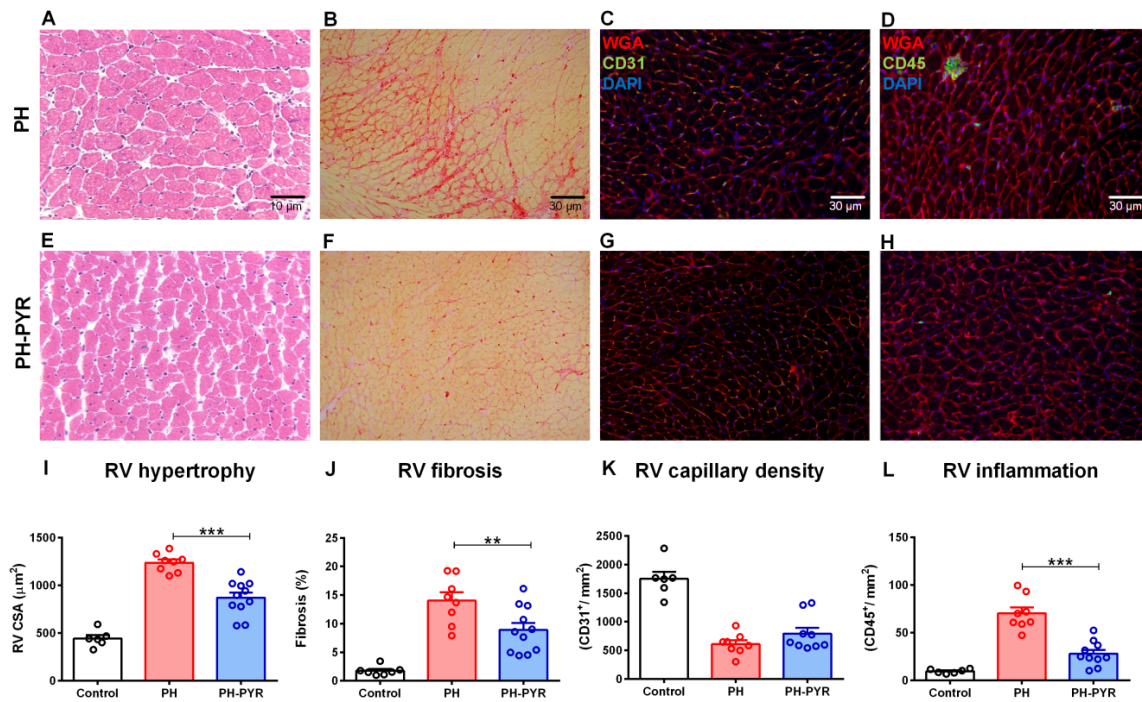 A
B
C
D
PH
WGA
CD31
DAPI
WGA
CD45
DAPI
10 µm
30 µm
30 µm
30 µm
E
F
G
H
PH-PYR
I RV hypertrophy
J RV fibrosis
K RV capillary density
L RV inflammation
RV CSA (µm²)
1500
1000
500
0
***
Control PH PH-PYR
Fibrosis (%)
25
20
15
10
5
0
**
Control PH PH-PYR
(CD31⁺/ mm²)
2500
2000
1500
1000
500
0
Control PH PH-PYR
(CD45⁺/ mm²)
150
100
50
0
***
Control PH PH-PYR